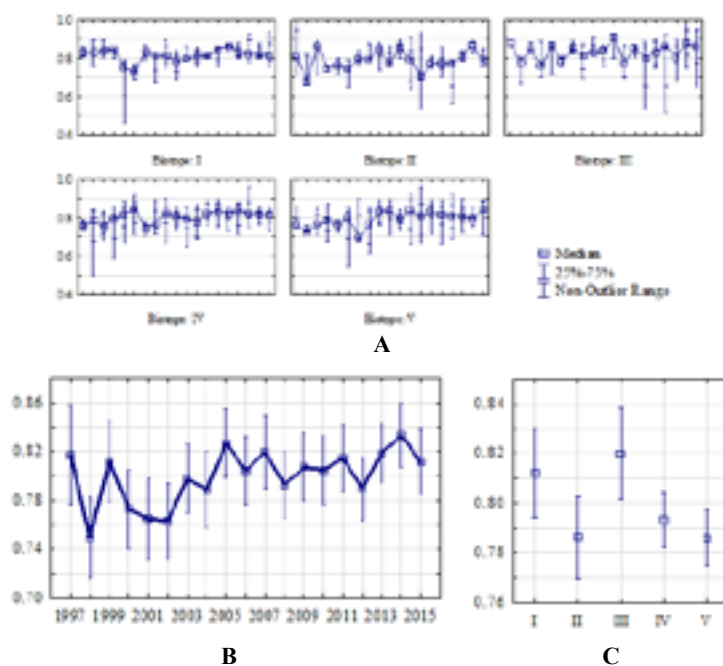 1.0
0.8
0.6
0.4
Biotope I
Biotope II
Biotope III
1.0
0.8
0.6
0.4
Biotope IV
Biotope V
Median
25%-75%
Non-Outlier Range
A
0.86
0.82
0.78
0.74
0.70
1997 1999 2001 2003 2005 2007 2009 2011 2013 2015
B
0.84
0.82
0.80
0.78
0.76
I II III IV V
C